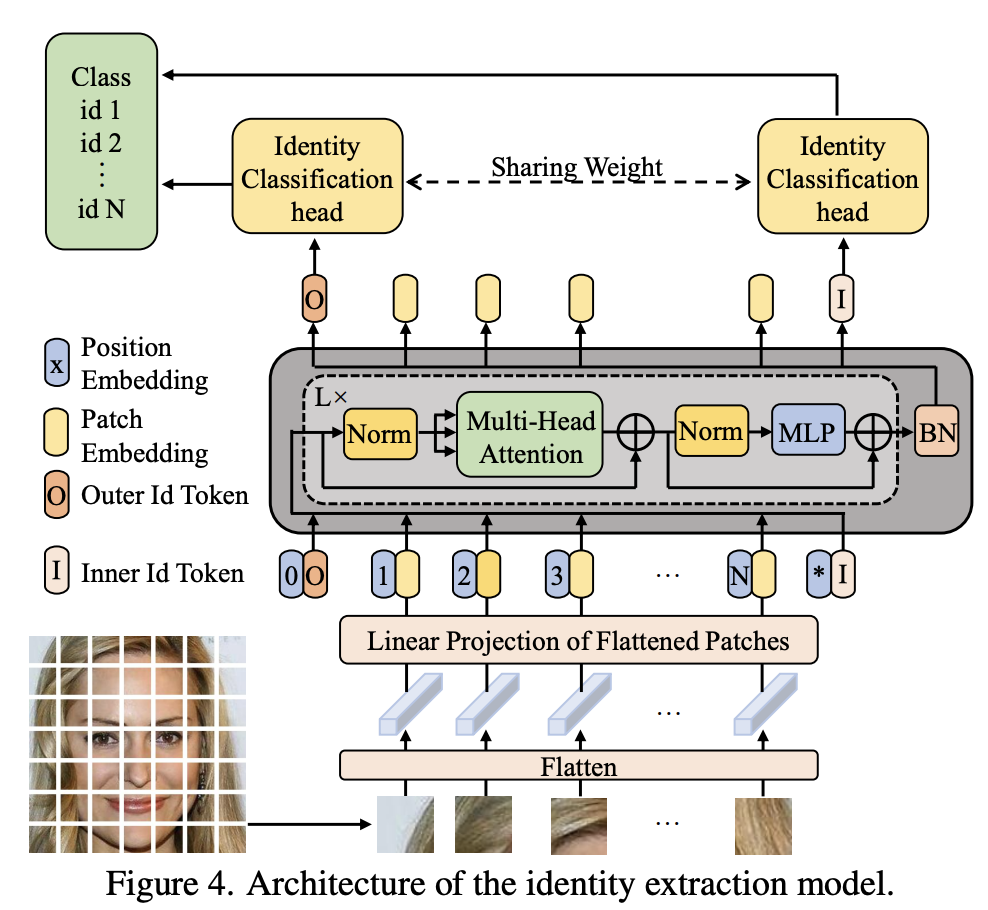 Class
id 1
id 2
⋮
id N
Identity
Classification
head
Sharing Weight
Identity
Classification
head
O
I
x
Position
Embedding
Patch
Embedding
O
Outer Id Token
I
Inner Id Token
L×
Norm
Multi-Head
Attention
Norm
MLP
BN
0 O
1
2
3
...
N
* I
Linear Projection of Flattened Patches
...
Flatten
...
Figure 4. Architecture of the identity extraction model.